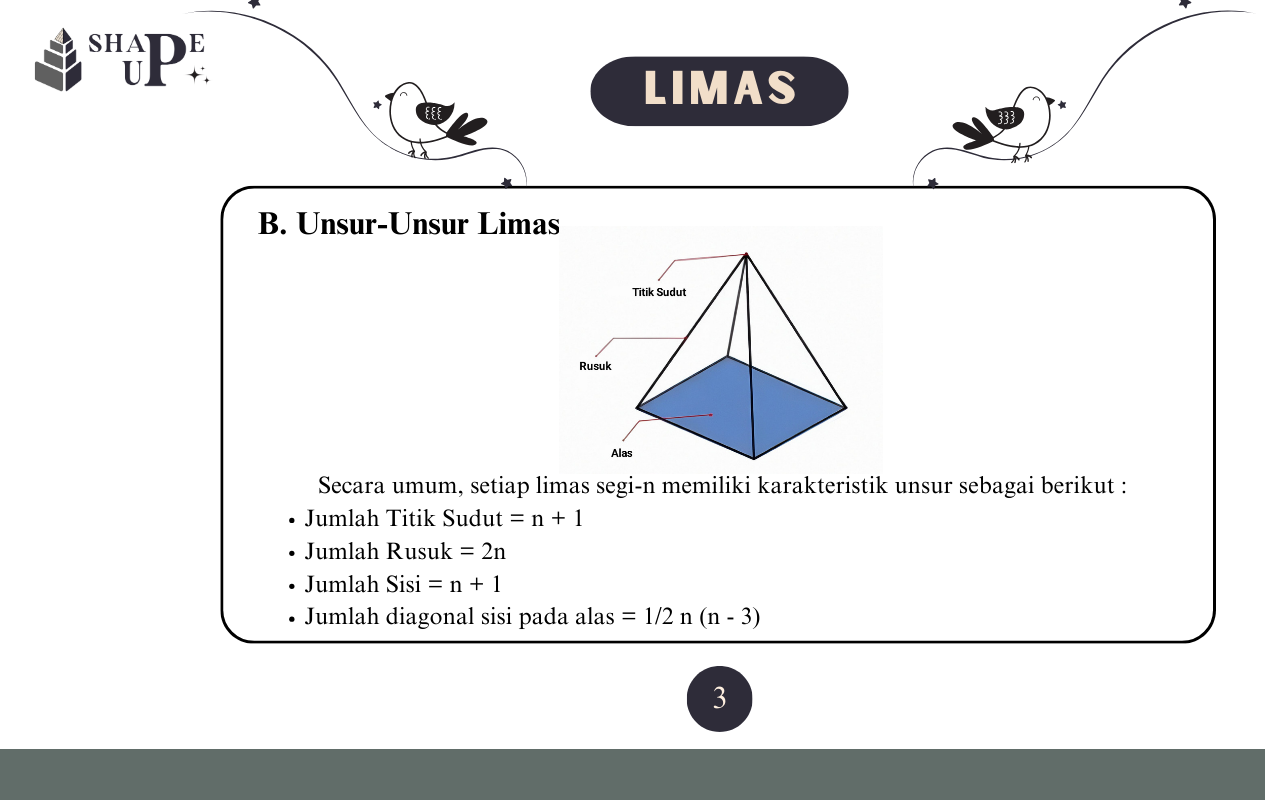 SHAPE
UP
LIMAS
B. Unsur-Unsur Limas
Titik Sudut
Rusuk
Alas
Secara umum, setiap limas segi-n memiliki karakteristik unsur sebagai berikut :
• Jumlah Titik Sudut = n + 1
• Jumlah Rusuk = 2n
• Jumlah Sisi = n + 1
• Jumlah diagonal sisi pada alas = 1/2 n (n - 3)
3